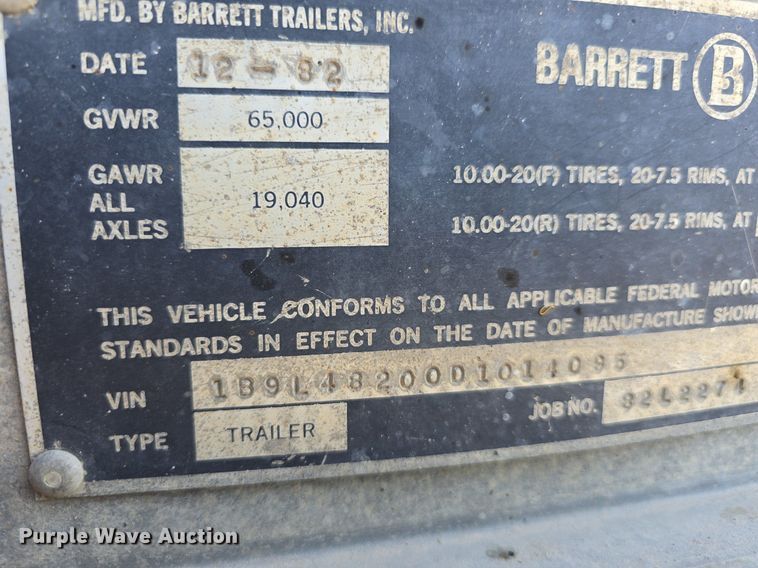 MFD. BY BARRETT TRAILERS, INC.
DATE 12-82
BARRETT B
GVWR 65,000
GAWR
ALL
AXLES
19,040
10.00-20(F) TIRES, 20-7.5 RIMS, AT
10.00-20(R) TIRES, 20-7.5 RIMS, AT
THIS VEHICLE CONFORMS TO ALL APPLICABLE FEDERAL MOTOR
STANDARDS IN EFFECT ON THE DATE OF MANUFACTURE SHOW
VIN 1B9L48200D1014095
TYPE TRAILER
JOB NO. 82L2274
Purple Wave Auction